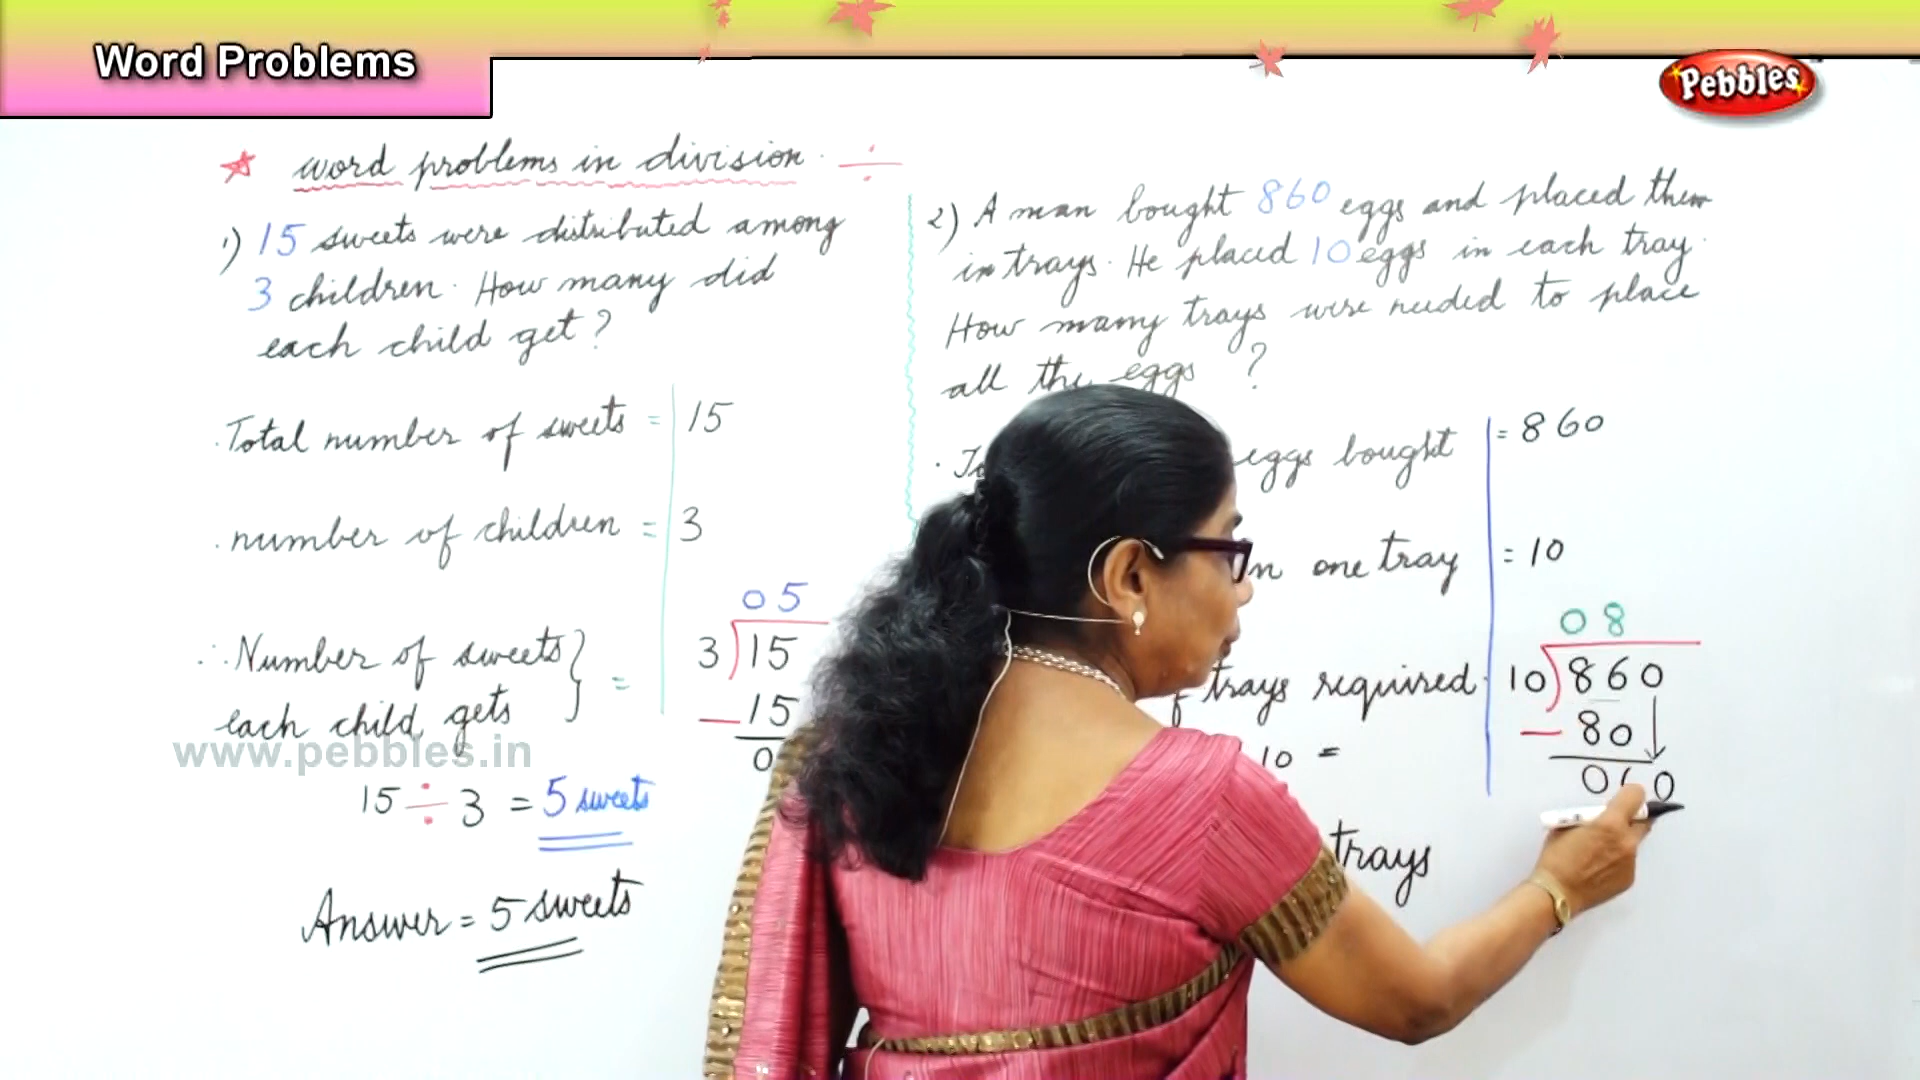 Word Problems
Pebbles
word problems in division ÷
1) 15 sweets were distributed among
3 children. How many did
each child get?
Total number of sweets = 15
number of children = 3
∴ Number of sweets
each child gets } =
05
3)15
-15
0
15 ÷ 3 = 5 sweets
Answer = 5 sweets
www.pebbles.in
2) A man bought 860 eggs and placed them
in trays. He placed 10 eggs in each tray.
How many trays were needed to place
all the eggs ?
eggs bought = 860
one tray = 10
trays required
10 =
trays
08
10)860
-80
060